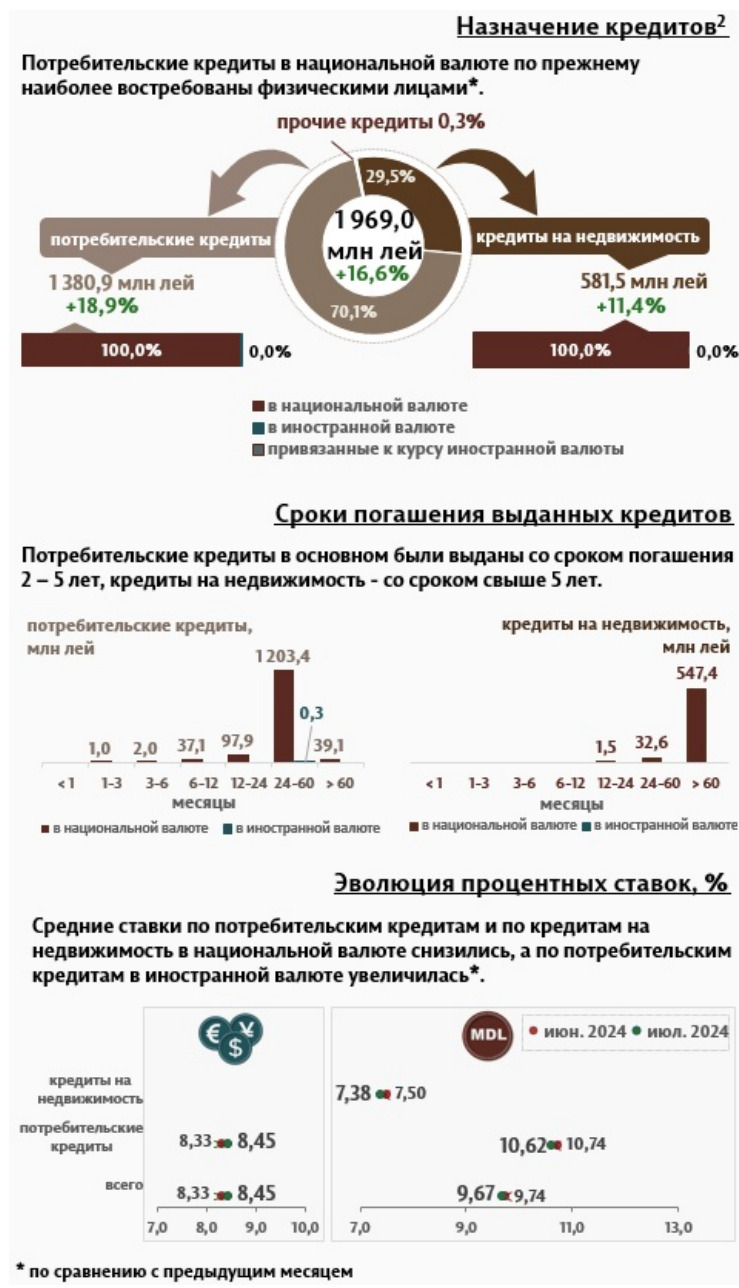 Назначение кредитов²
Потребительские кредиты в национальной валюте по прежнему
наиболее востребованы физическими лицами*.
прочие кредиты 0,3%
29,5%
1 969,0
млн лей
+16,6%
70,1%
потребительские кредиты
1 380,9 млн лей
+18,9%
100,0%
0,0%
кредиты на недвижимость
581,5 млн лей
+11,4%
100,0%
0,0%
в национальной валюте
в иностранной валюте
привязанные к курсу иностранной валюты
Сроки погашения выданных кредитов
Потребительские кредиты в основном были выданы со сроком погашения
2 – 5 лет, кредиты на недвижимость - со сроком свыше 5 лет.
потребительские кредиты,
млн лей
1,0 2,0 37,1 97,9 1 203,4 0,3 39,1
<1 1-3 3-6 6-12 12-24 24-60 >60
месяцы
в национальной валюте в иностранной валюте
кредиты на недвижимость,
млн лей
1,5 32,6 547,4
<1 1-3 3-6 6-12 12-24 24-60 >60
месяцы
в национальной валюте в иностранной валюте
Эволюция процентных ставок, %
Средние ставки по потребительским кредитам и по кредитам на
недвижимость в национальной валюте снизились, а по потребительским
кредитам в иностранной валюте увеличилась*.
€ ¥ $
MDL
июн. 2024 июл. 2024
кредиты на
недвижимость
7,38 7,50
потребительские
кредиты
8,33 8,45
10,62 10,74
всего
8,33 8,45
9,67 9,74
7,0 8,0 9,0 10,0
7,0 9,0 11,0 13,0
* по сравнению с предыдущим месяцем